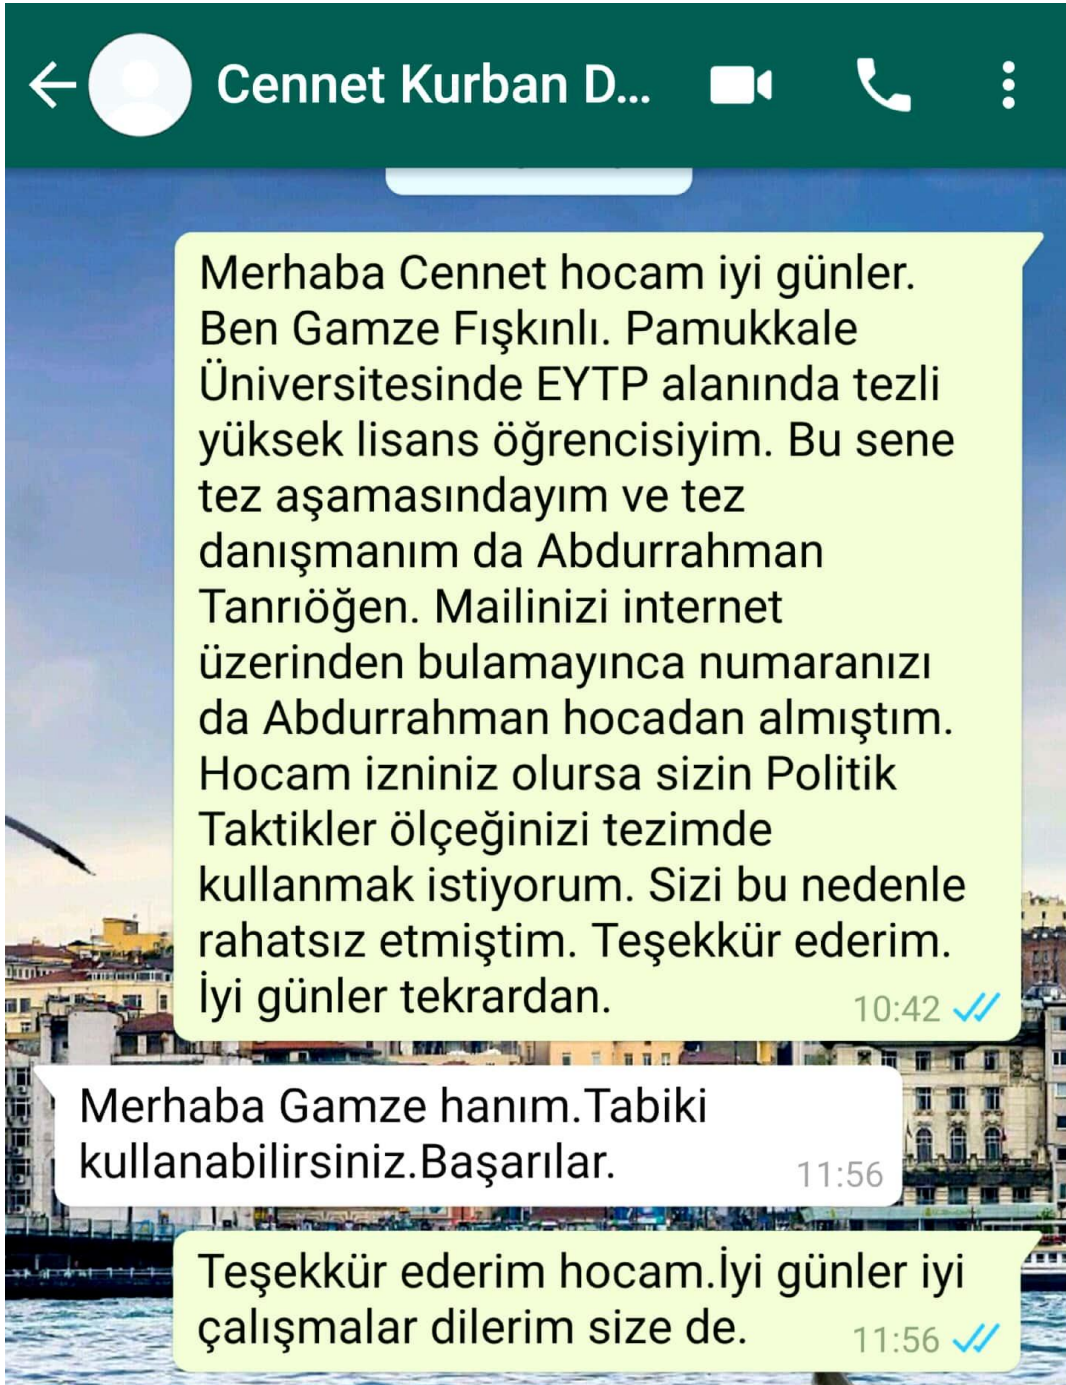 Cennet Kurban D...
Merhaba Cennet hocam iyi günler.
Ben Gamze Fışkınlı. Pamukkale
Üniversitesinde EYTP alanında tezli
yüksek lisans öğrencisiyim. Bu sene
tez aşamasındayım ve tez
danışmanım da Abdurrahman
Tanrıöğen. Mailinizi internet
üzerinden bulamayınca numaranızı
da Abdurrahman hocadan almıştım.
Hocam izniniz olursa sizin Politik
Taktikler ölçeğinizi tezimde
kullanmak istiyorum. Sizi bu nedenle
rahatsız etmiştim. Teşekkür ederim.
İyi günler tekrardan.
10:42
Merhaba Gamze hanım.Tabiki
kullanabilirsiniz.Başarılar.
11:56
Teşekkür ederim hocam.İyi günler iyi
çalışmalar dilerim size de.
11:56